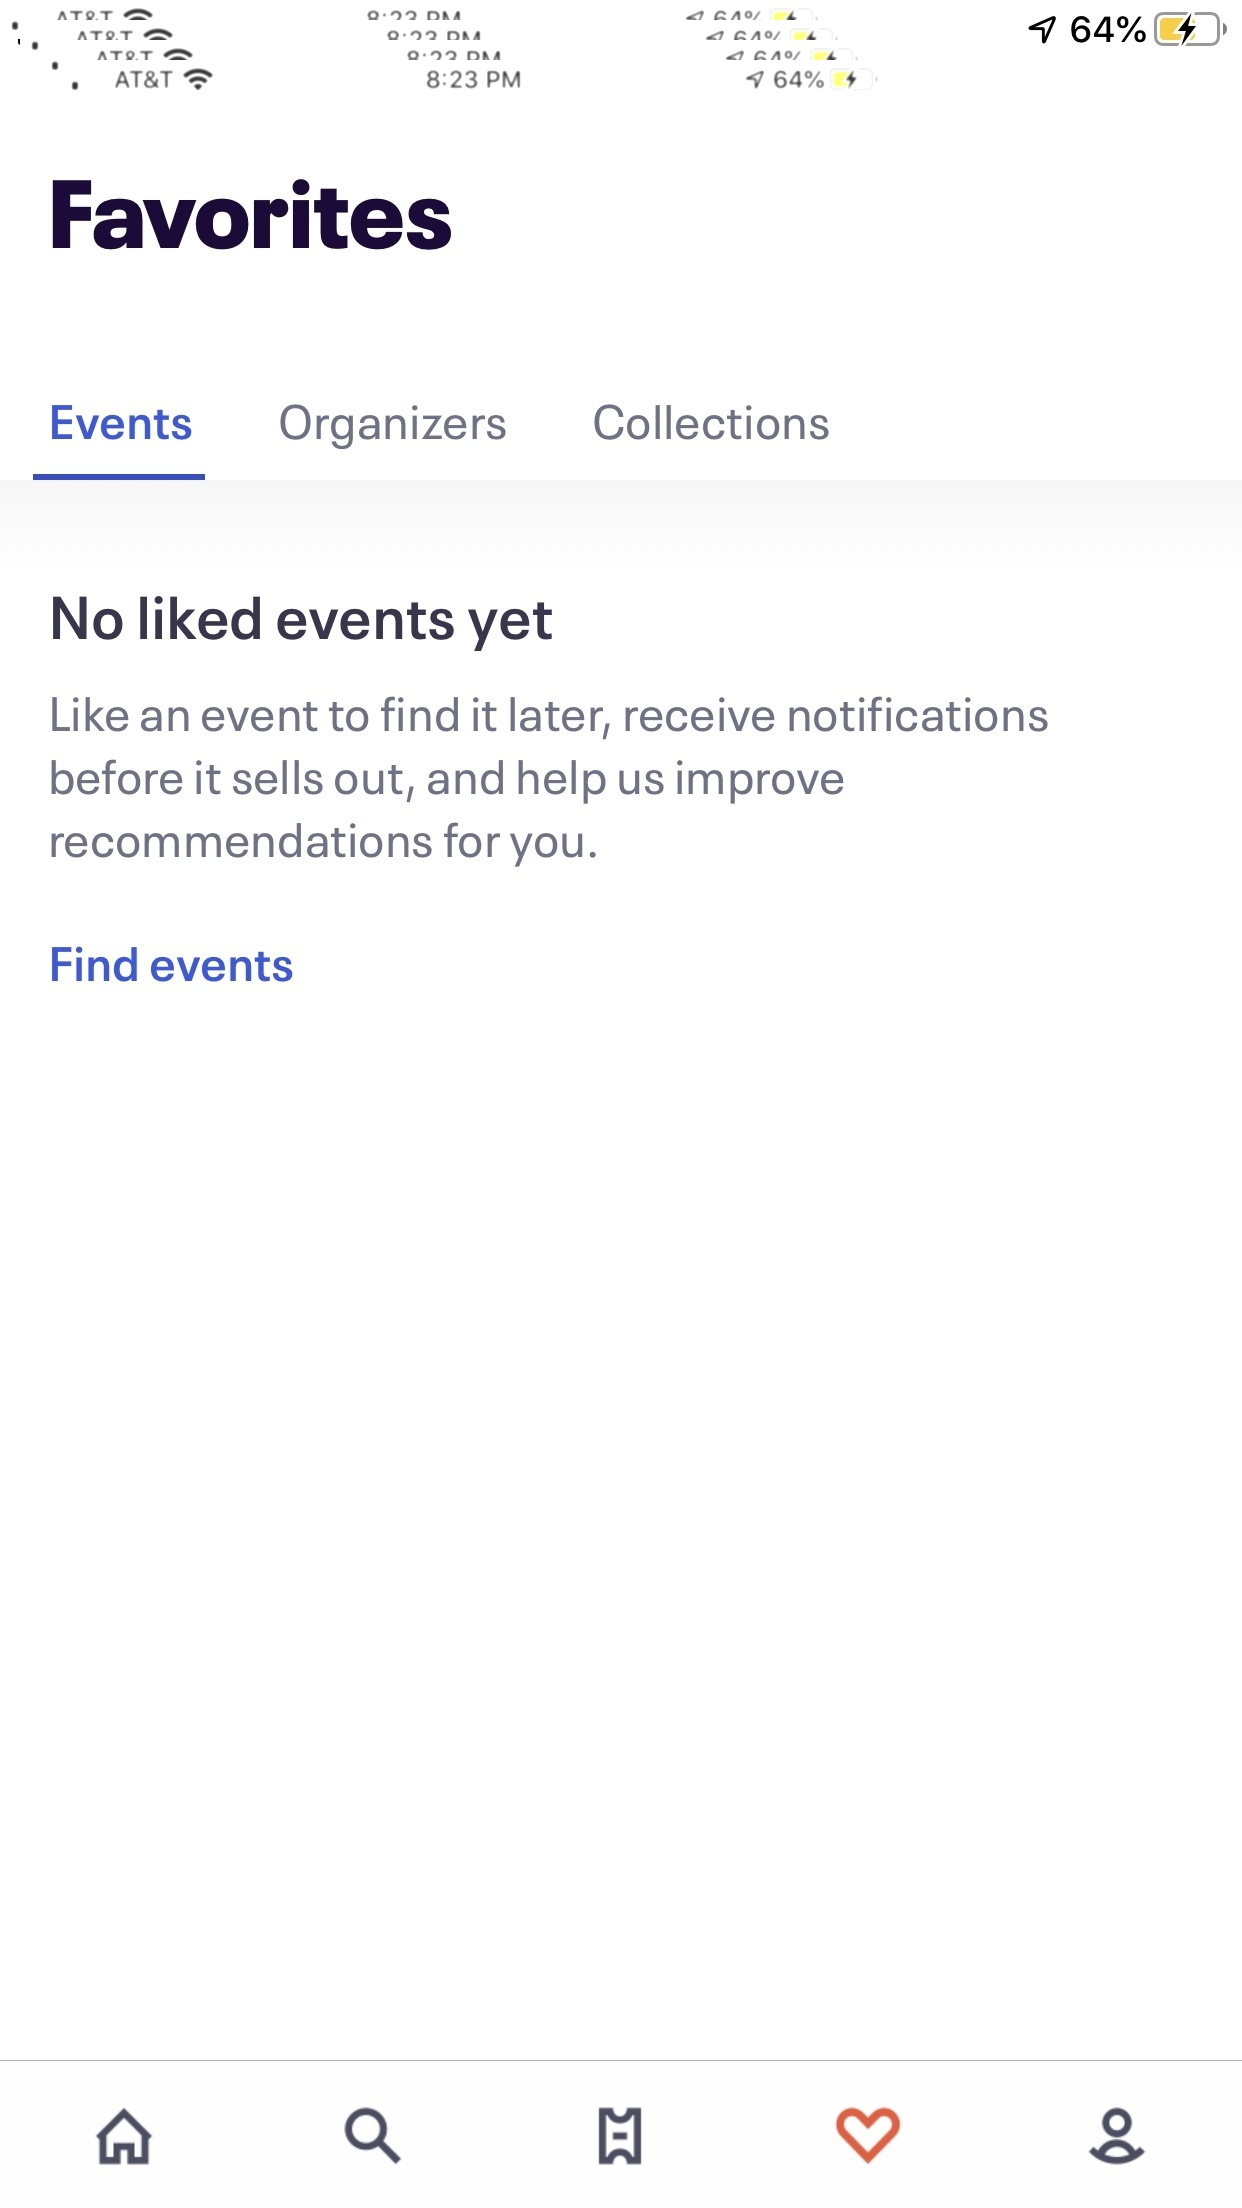 64%
AT&T 8:23 PM 64%
AT&T 8:23 PM 64%
AT&T 8:23 PM 64%
AT&T 8:23 PM 64%
Favorites
Events Organizers Collections
No liked events yet
Like an event to find it later, receive notifications
before it sells out, and help us improve
recommendations for you.
Find events